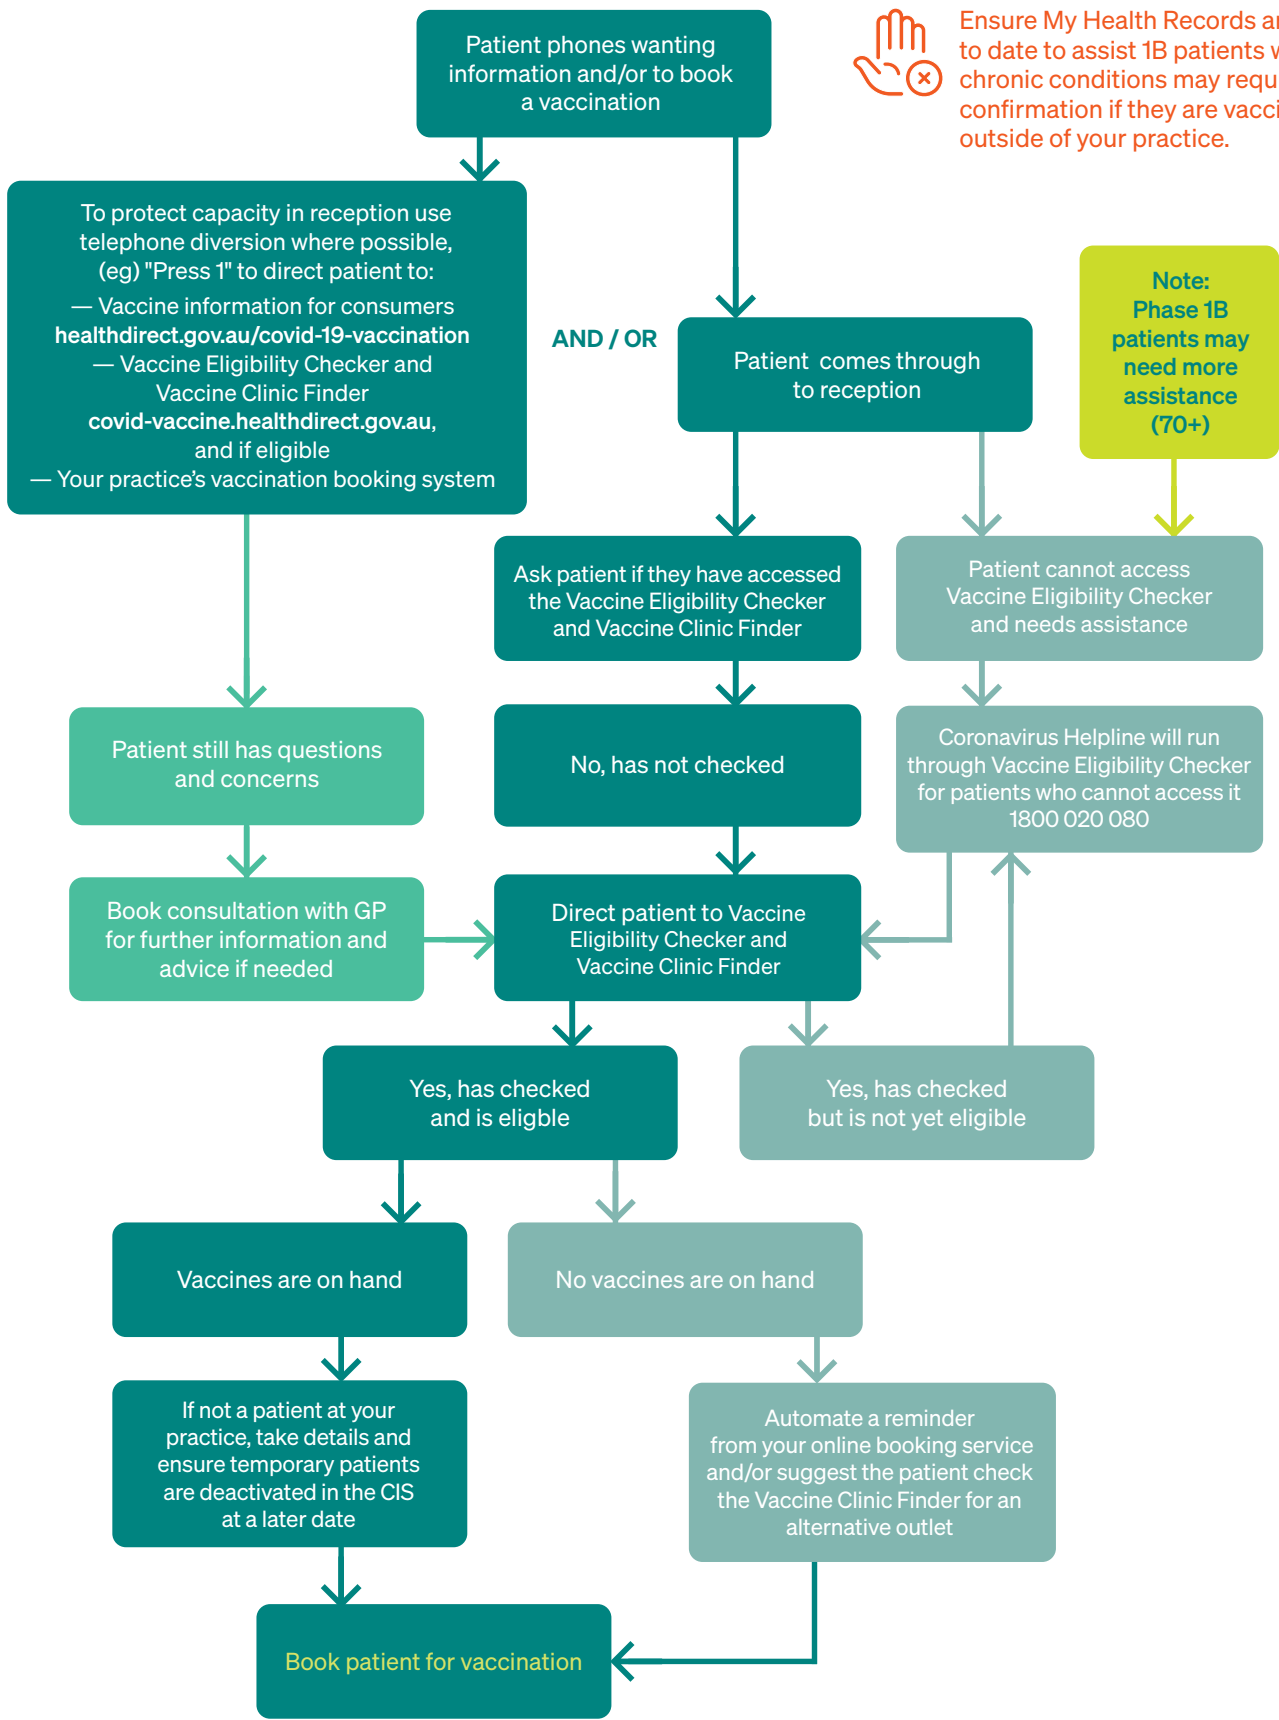 Patient phones wanting
information and/or to book
a vaccination
Ensure My Health Records
to date to assist 1B patients
chronic conditions may
confirmation if they are
outside of your practice.
To protect capacity in reception use
telephone diversion where possible,
(eg) "Press 1" to direct patient to:
— Vaccine information for consumers
healthdirect.gov.au/covid-19-vaccination
— Vaccine Eligibility Checker and
Vaccine Clinic Finder
covid-vaccine.healthdirect.gov.au,
and if eligible
— Your practice's vaccination booking system
AND / OR
Patient comes through
to reception
Note:
Phase 1B
patients may
need more
assistance
(70+)
Ask patient if they have accessed
the Vaccine Eligibility Checker
and Vaccine Clinic Finder
Patient cannot access
Vaccine Eligibility Checker
and needs assistance
Patient still has questions
and concerns
No, has not checked
Coronavirus Helpline will run
through Vaccine Eligibility Checker
for patients who cannot access it
1800 020 080
Book consultation with GP
for further information and
advice if needed
Direct patient to Vaccine
Eligibility Checker and
Vaccine Clinic Finder
Yes, has checked
and is eligble
Yes, has checked
but is not yet eligible
Vaccines are on hand
No vaccines are on hand
If not a patient at your
practice, take details and
ensure temporary patients
are deactivated in the CIS
at a later date
Automate a reminder
from your online booking service
and/or suggest the patient check
the Vaccine Clinic Finder for an
alternative outlet
Book patient for vaccination